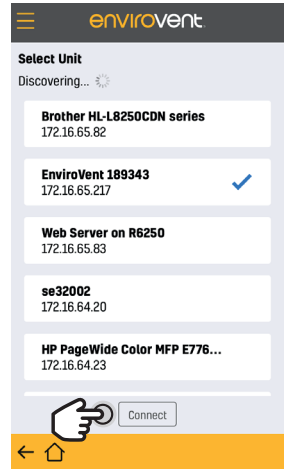 envirovent
Select Unit
Discovering...
Brother HL-L8250CDN series
172.16.65.82
EnviroVent 189343
172.16.65.217
Web Server on R6250
172.16.65.83
se32002
172.16.64.20
HP PageWide Color MFP E776...
172.16.64.23
Connect